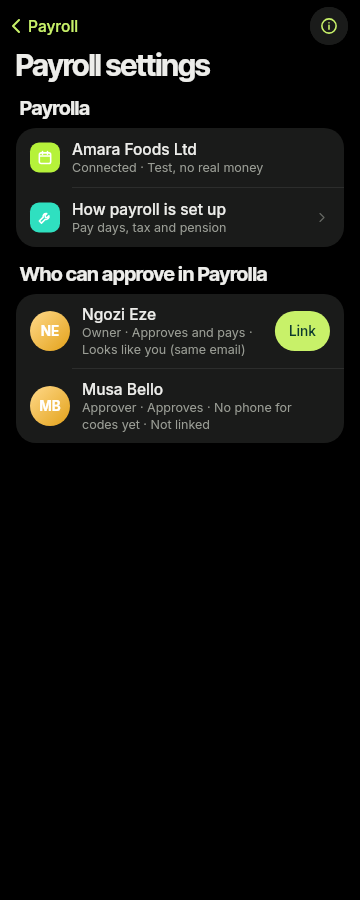 Payroll
Payroll settings
Payrolla
Amara Foods Ltd
Connected · Test, no real money
How payroll is set up
Pay days, tax and pension
Who can approve in Payrolla
NE
Ngozi Eze
Owner · Approves and pays ·
Looks like you (same email)
Link
MB
Musa Bello
Approver · Approves · No phone for
codes yet · Not linked